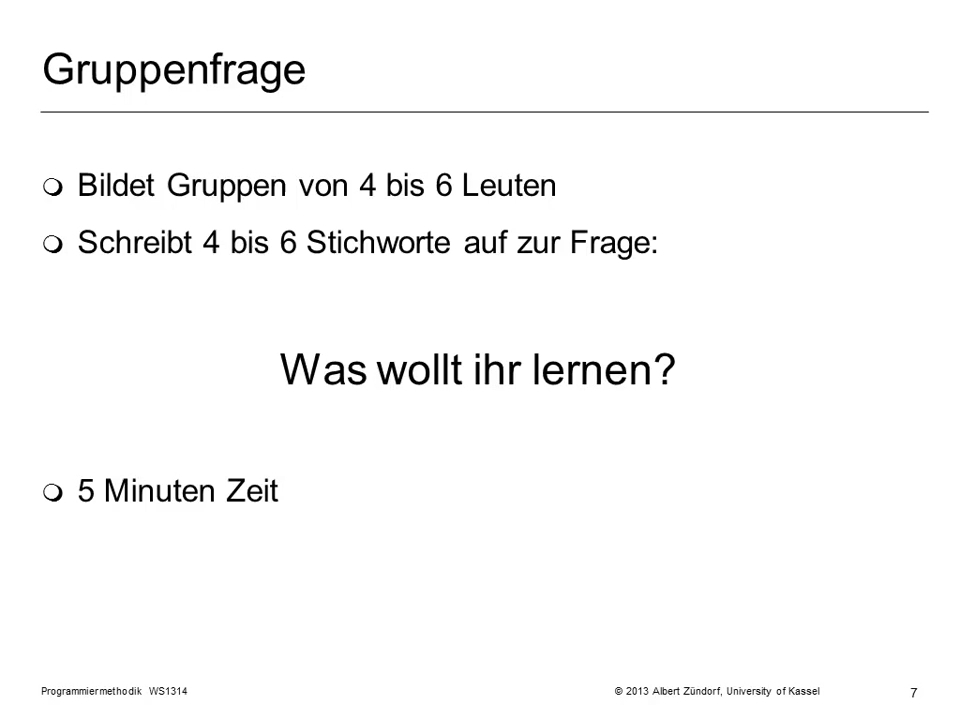 Gruppenfrage
Bildet Gruppen von 4 bis 6 Leuten
Schreibt 4 bis 6 Stichworte auf zur Frage:
Was wollt ihr lernen?
5 Minuten Zeit
Programmiermethodik WS1314
© 2013 Albert Zündorf, University of Kassel
7